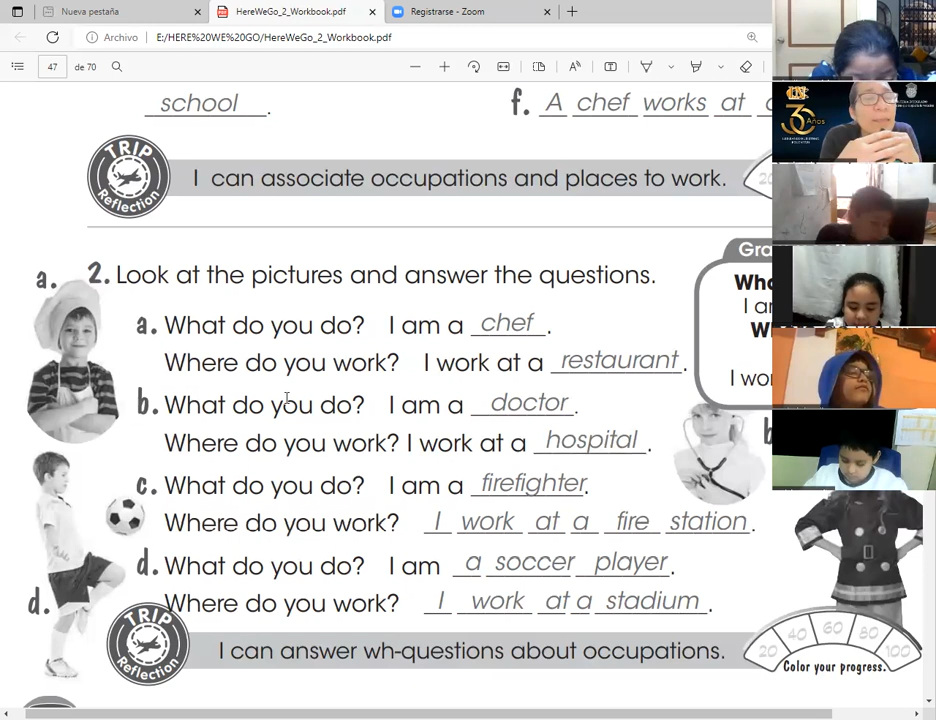 Nueva pestaña
HereWeGo_2_Workbook.pdf
Registrarse - Zoom
Archivo E:/HERE%20WE%20GO/HereWeGo_2_Workbook.pdf
47 de 70
school.
f. A chef works at
TRIP Reflection
I can associate occupations and places to work.
20
a.
2. Look at the pictures and answer the questions.
a. What do you do? I am a chef.
Where do you work? I work at a restaurant.
b. What do you do? I am a doctor.
Where do you work? I work at a hospital.
c. What do you do? I am a firefighter.
Where do you work? I work at a fire station.
d. What do you do? I am a soccer player.
d.
Where do you work? I work at a stadium.
TRIP Reflection
I can answer wh-questions about occupations.
20 40 60 80 100
Color your progress.
Gra
I wo
30
Años